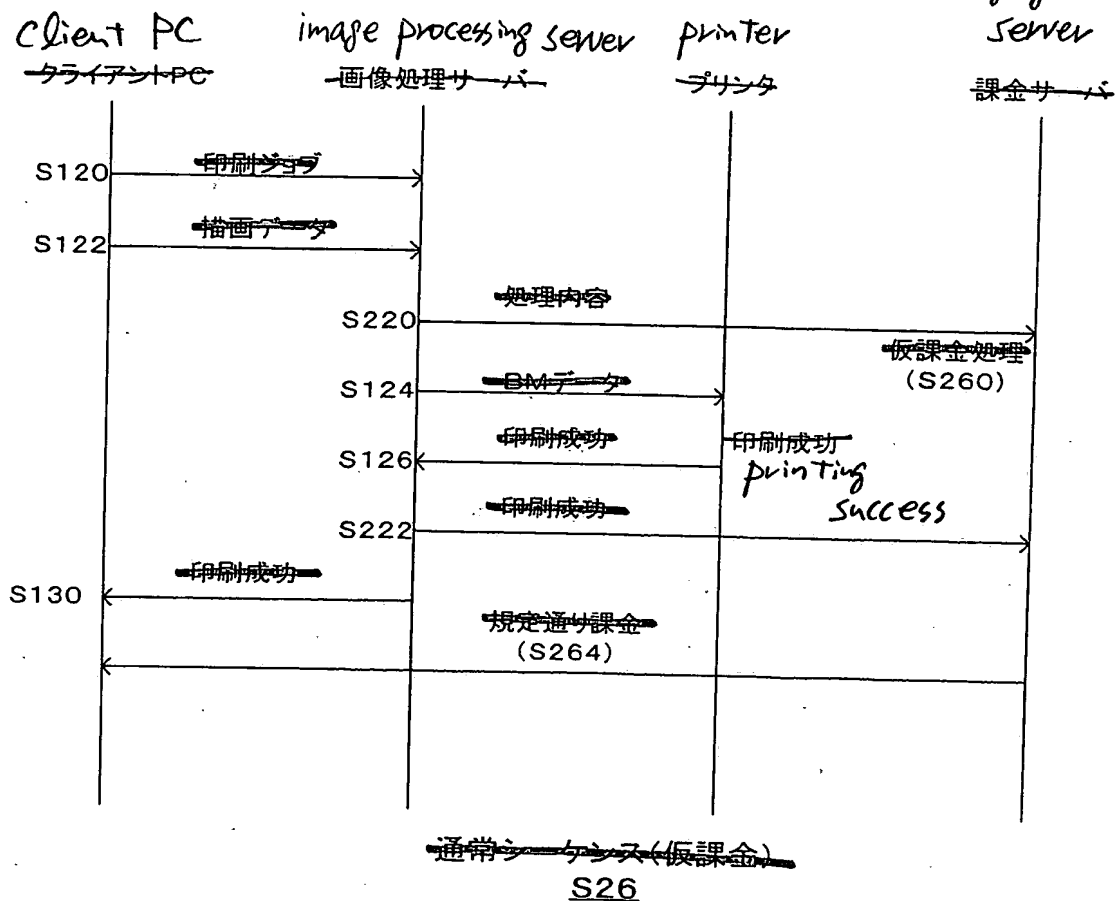 client PC image processing server printer server
クライアントPC 画像処理サーバ プリンタ 課金サーバ
S120 印刷ジョブ
S122 描画データ
処理内容
S220
仮課金処理
(S260)
S124 BMデータ
印刷成功 印刷成功
S126
printing
success
印刷成功
S222
印刷成功
S130
規定通り課金
(S264)
通常シーケンス(仮課金)
S26